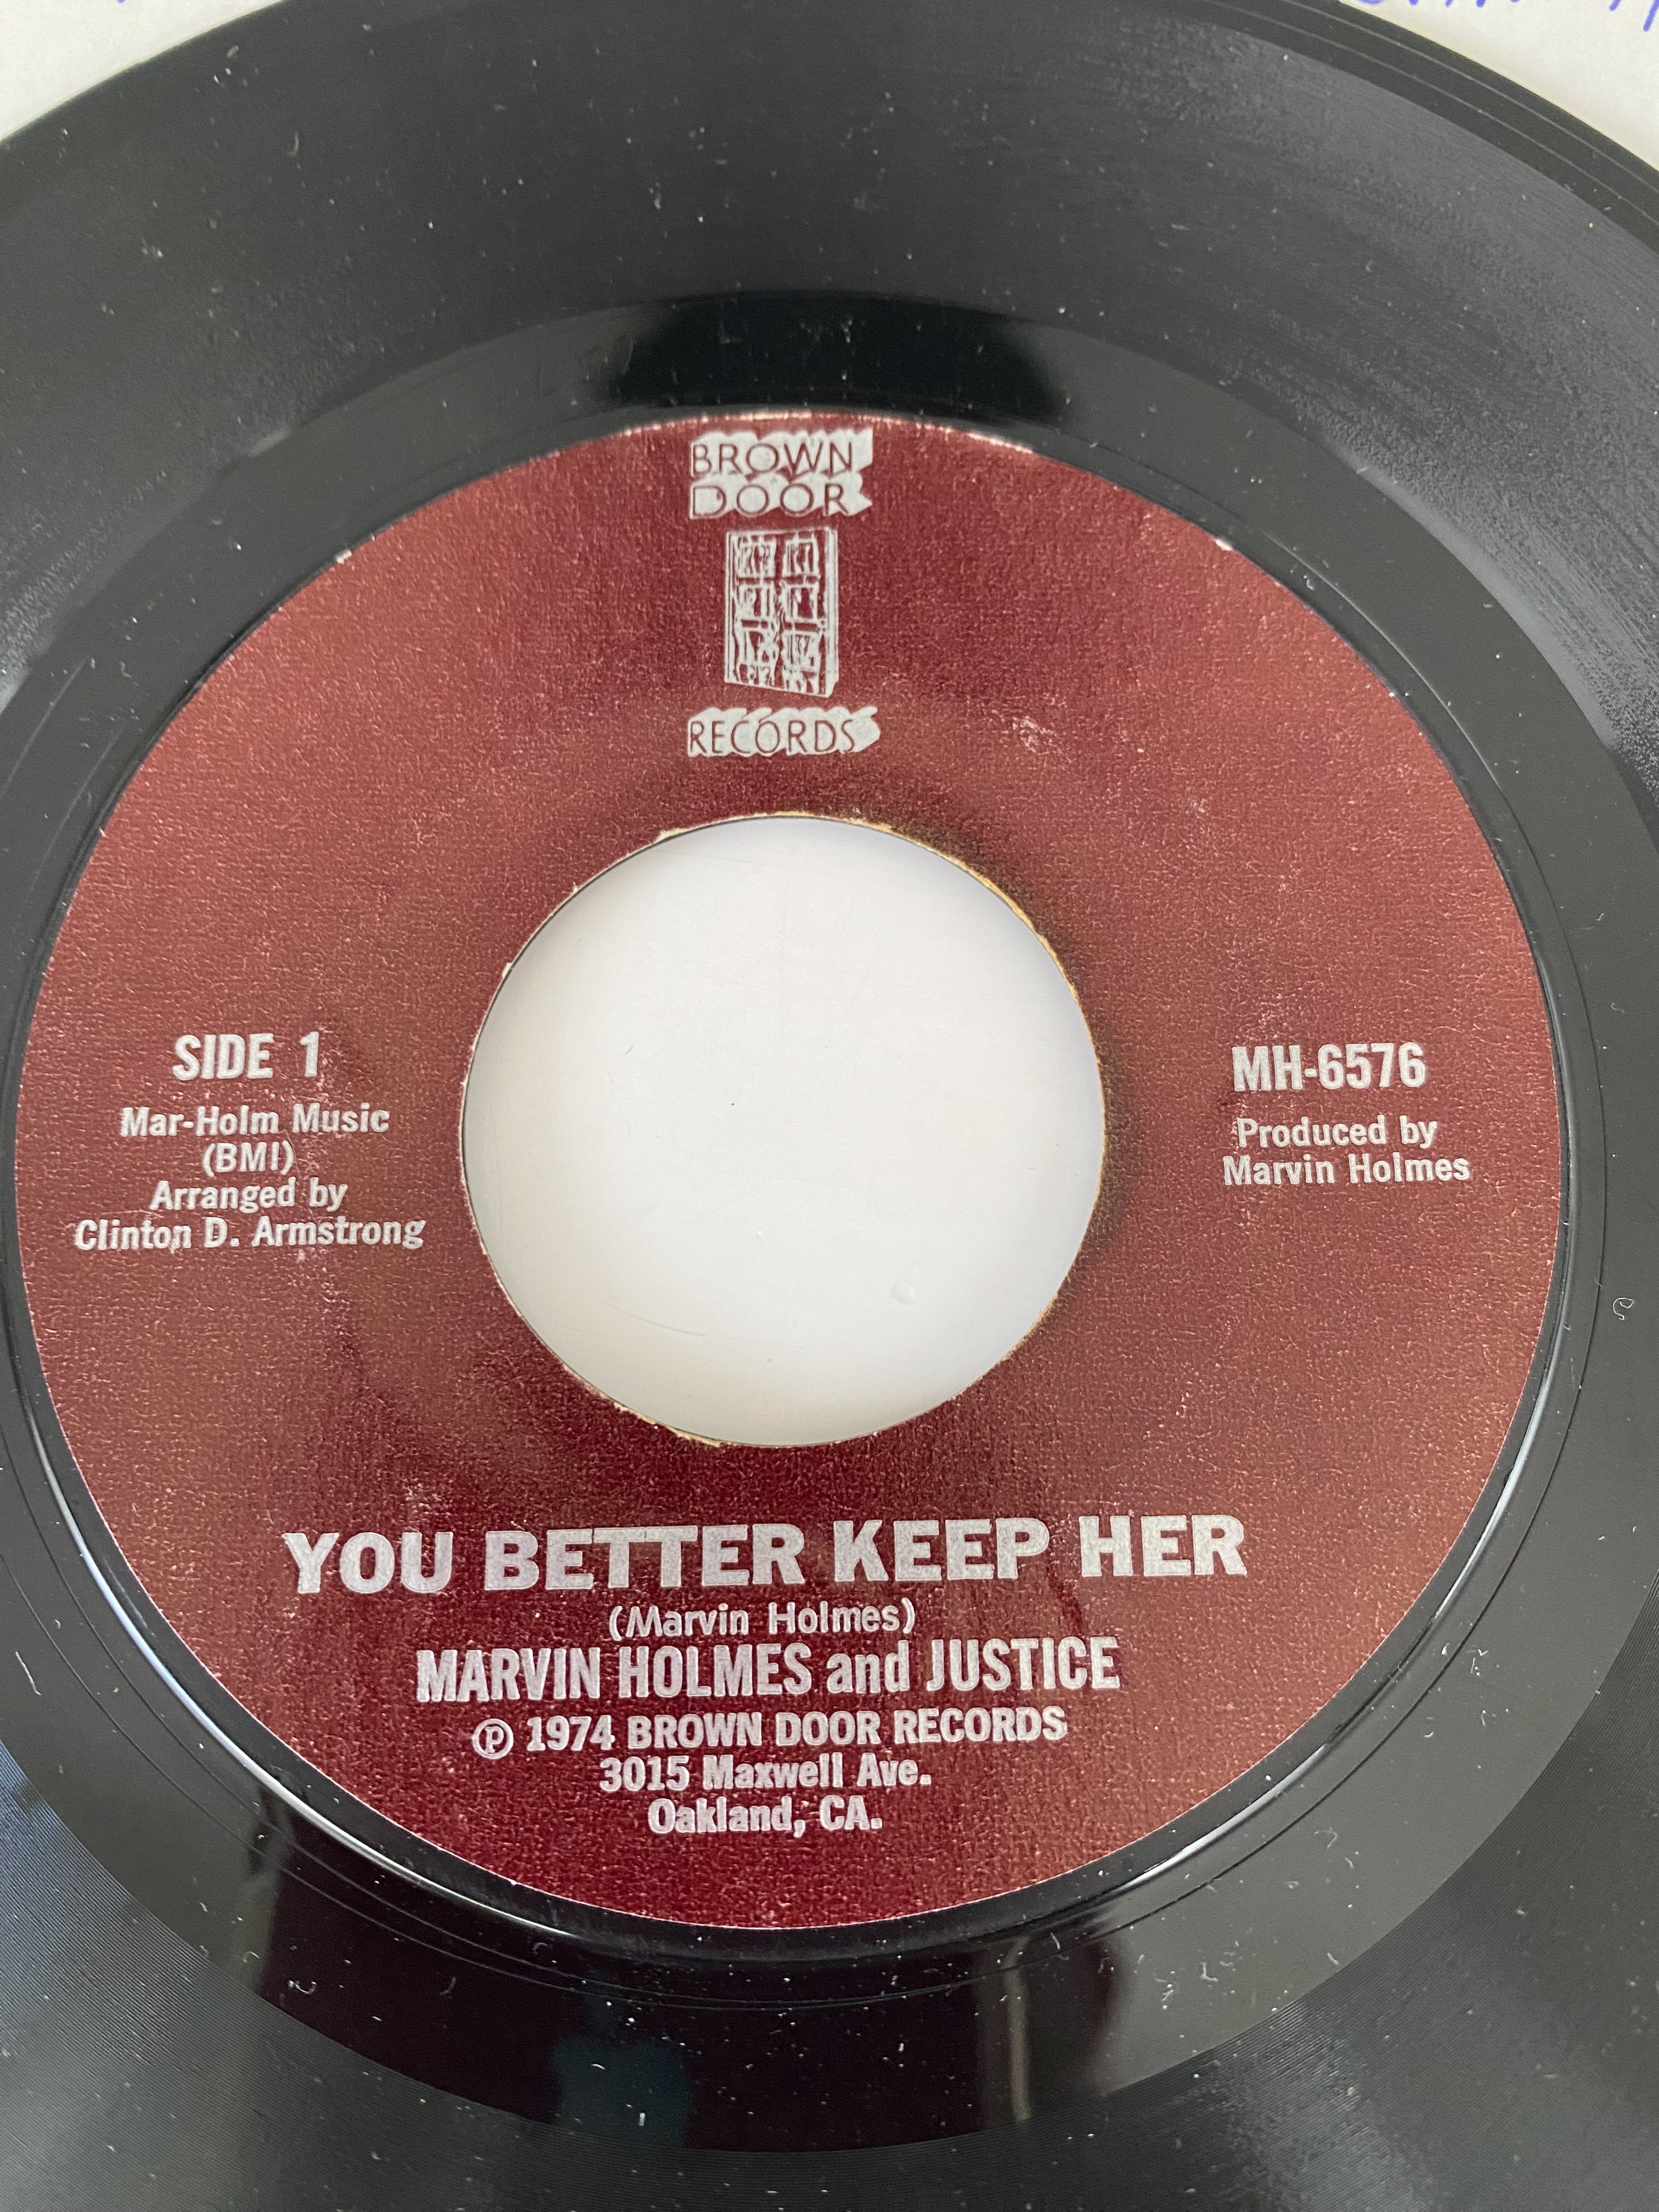 BROWN
DOOR
RECORDS
SIDE 1
Mar-Holm Music
(BMI)
Arranged by
Clinton D. Armstrong
MH-6576
Produced by
Marvin Holmes
YOU BETTER KEEP HER
(Marvin Holmes)
MARVIN HOLMES and JUSTICE
℗ 1974 BROWN DOOR RECORDS
3015 Maxwell Ave.
Oakland, CA.